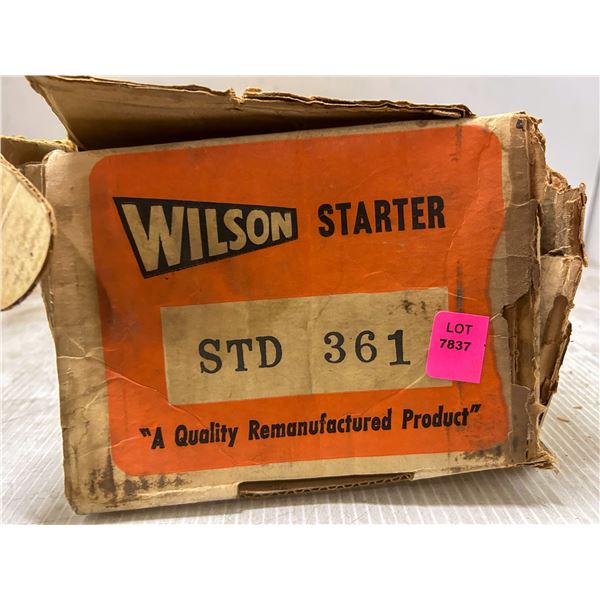 WILSON STARTER
STD 361
LOT
7837
"A Quality Remanufactured Product"